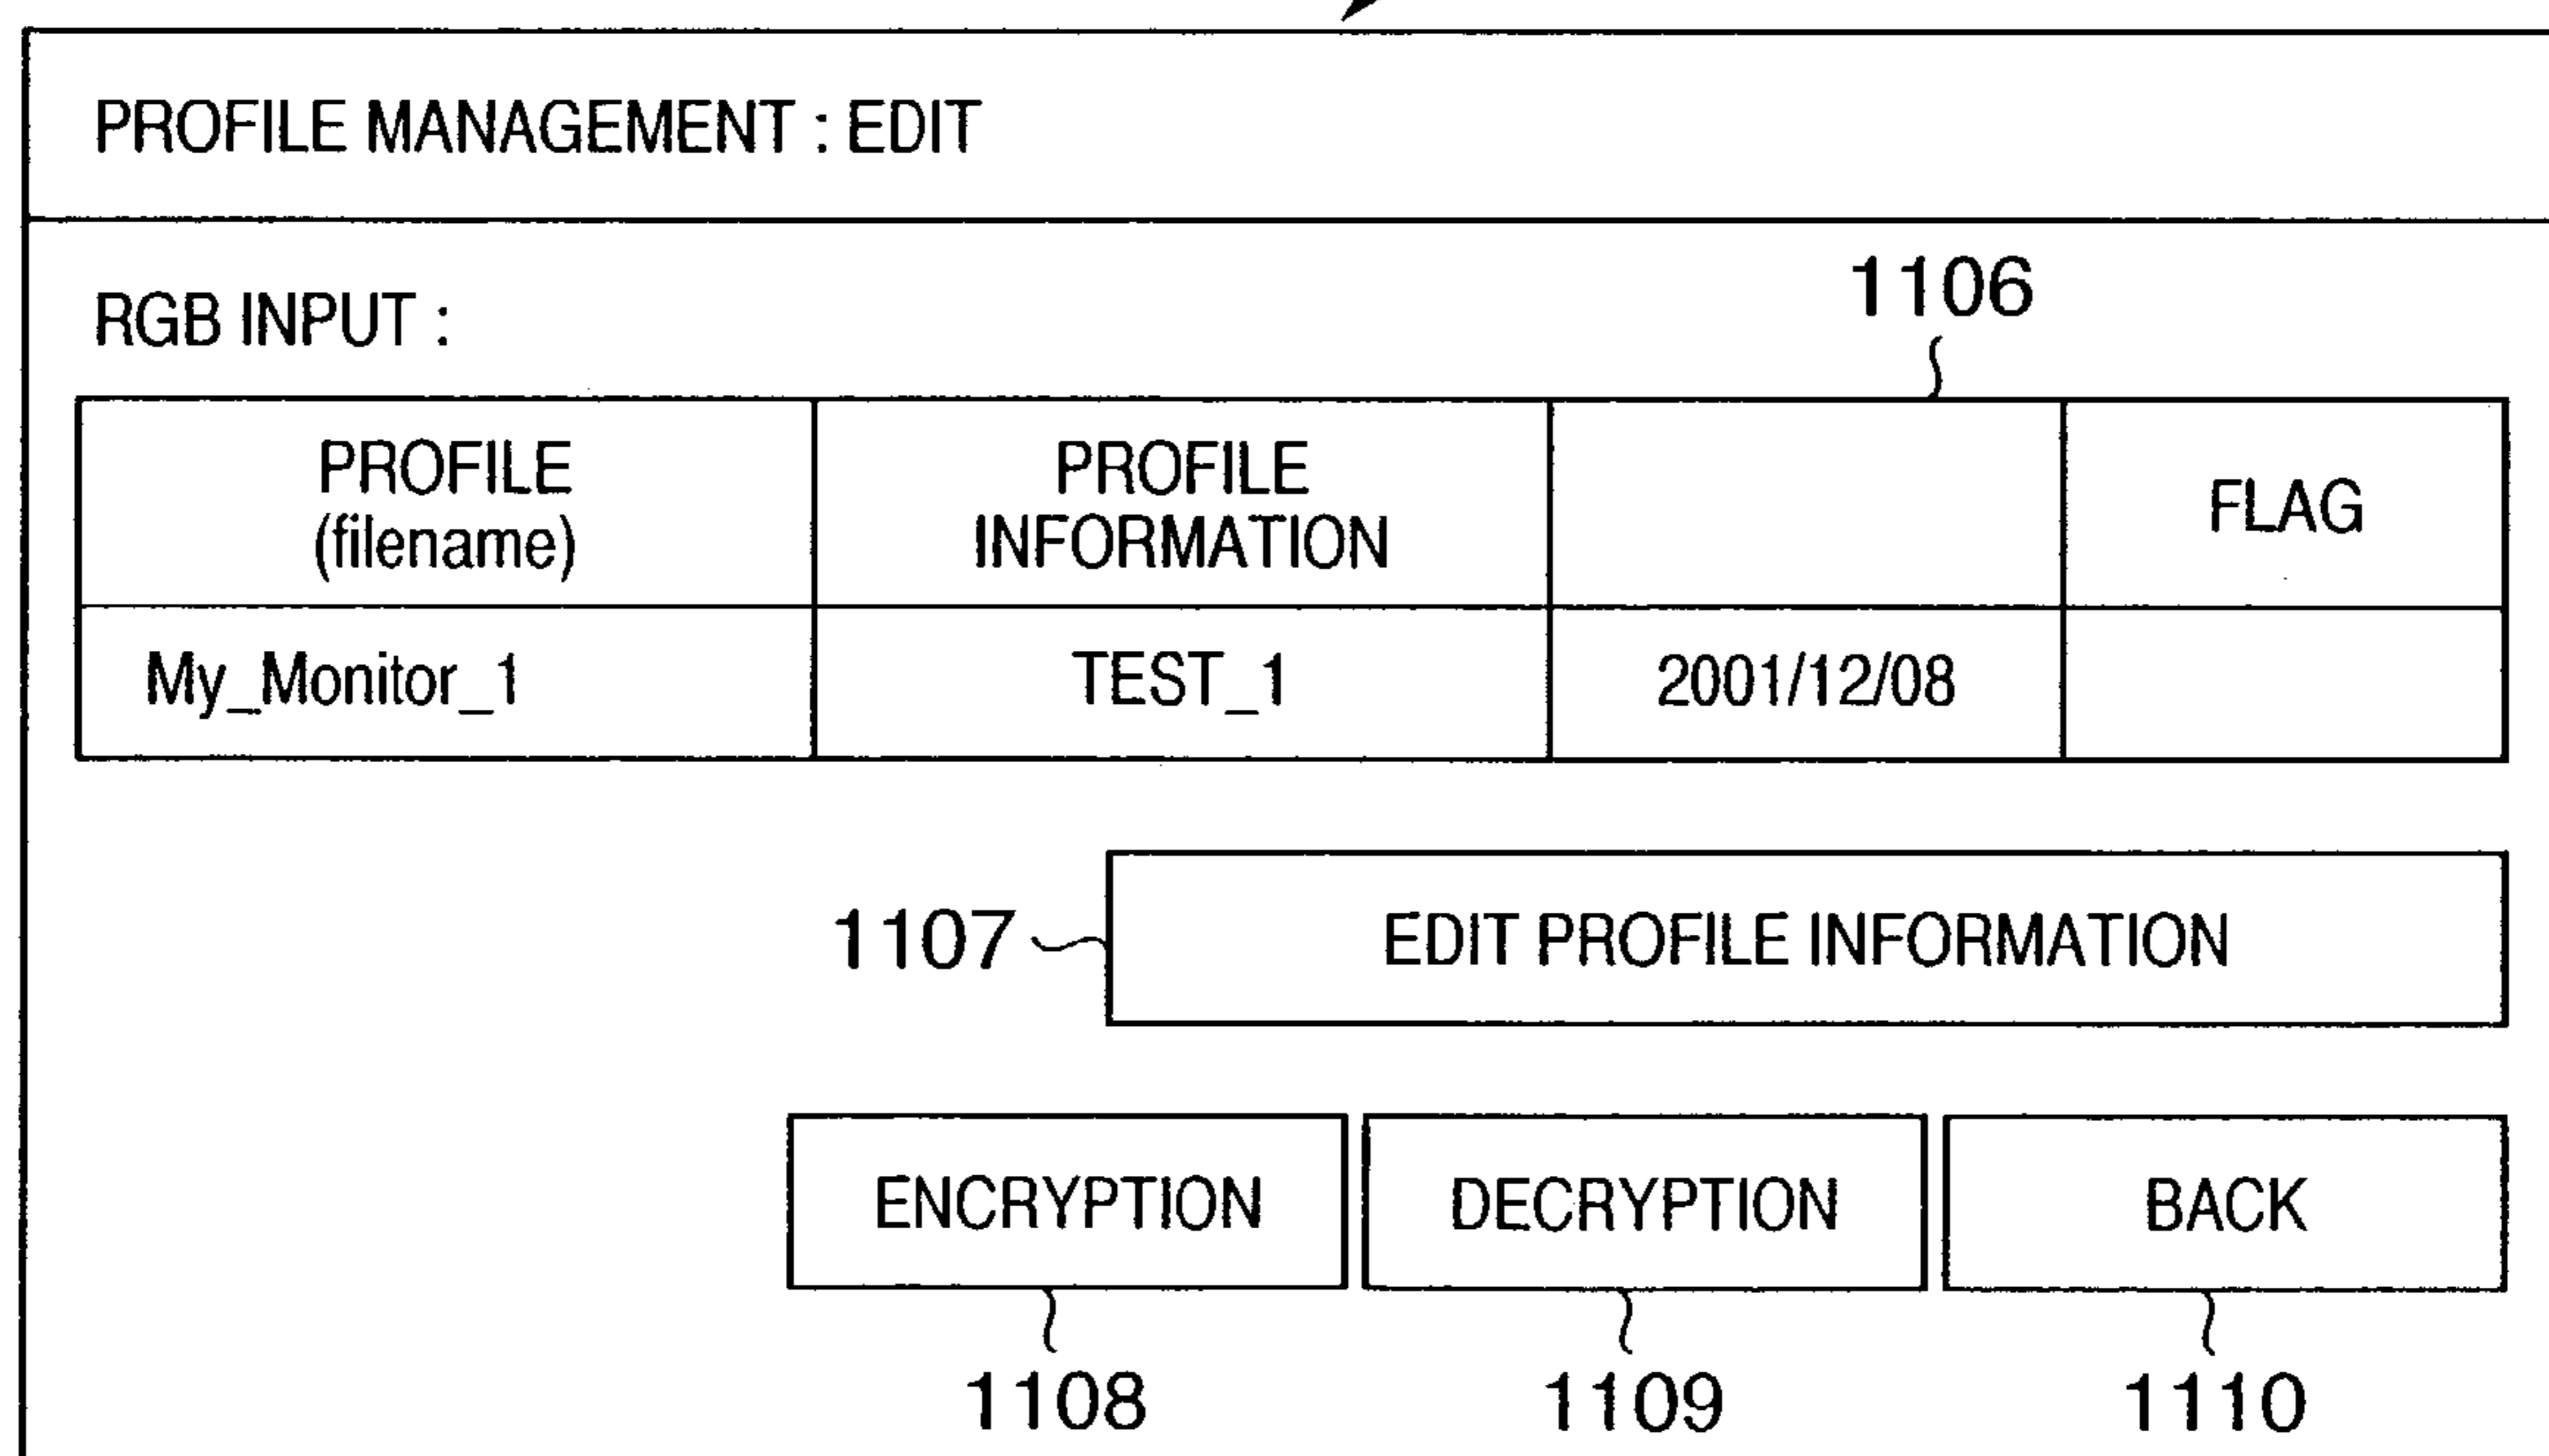 PROFILE MANAGEMENT : EDIT
RGB INPUT :
1106
PROFILE
(filename)
PROFILE
INFORMATION
FLAG
My_Monitor_1
TEST_1
2001/12/08
1107
EDIT PROFILE INFORMATION
ENCRYPTION
DECRYPTION
BACK
1108
1109
1110